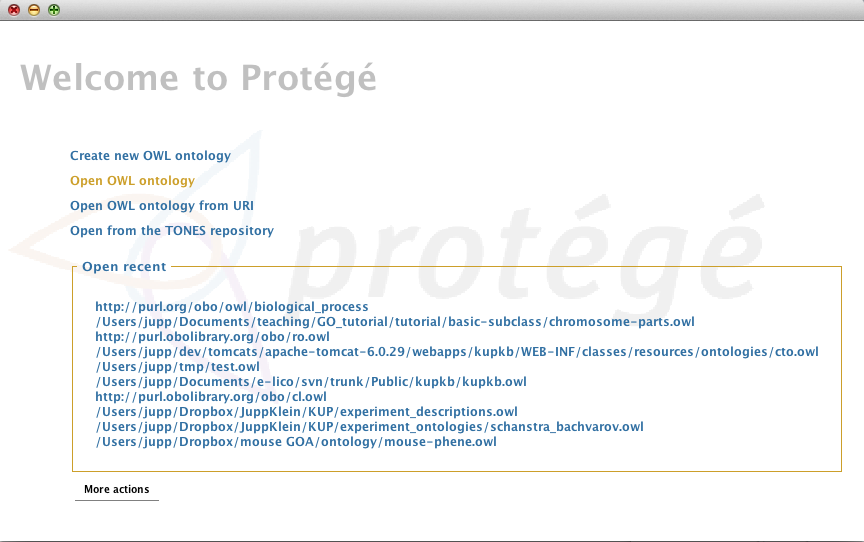 Welcome to Protégé
Create new OWL ontology
Open OWL ontology
Open OWL ontology from URI
Open from the TONES repository
protégé
Open recent
http://purl.org/obo/owl/biological_process
/Users/jupp/Documents/teaching/GO_tutorial/tutorial/basic-subclass/chromosome-parts.owl
http://purl.obolibrary.org/obo/ro.owl
/Users/jupp/dev/tomcats/apache-tomcat-6.0.29/webapps/kupkb/WEB-INF/classes/resources/ontologies/cto.owl
/Users/jupp/tmp/test.owl
/Users/jupp/Documents/e-lico/svn/trunk/Public/kupkb/kupkb.owl
http://purl.obolibrary.org/obo/cl.owl
/Users/jupp/Dropbox/JuppKlein/KUP/experiment_descriptions.owl
/Users/jupp/Dropbox/JuppKlein/KUP/experiment_ontologies/schanstra_bachvarov.owl
/Users/jupp/Dropbox/mouse GOA/ontology/mouse-phene.owl
More actions